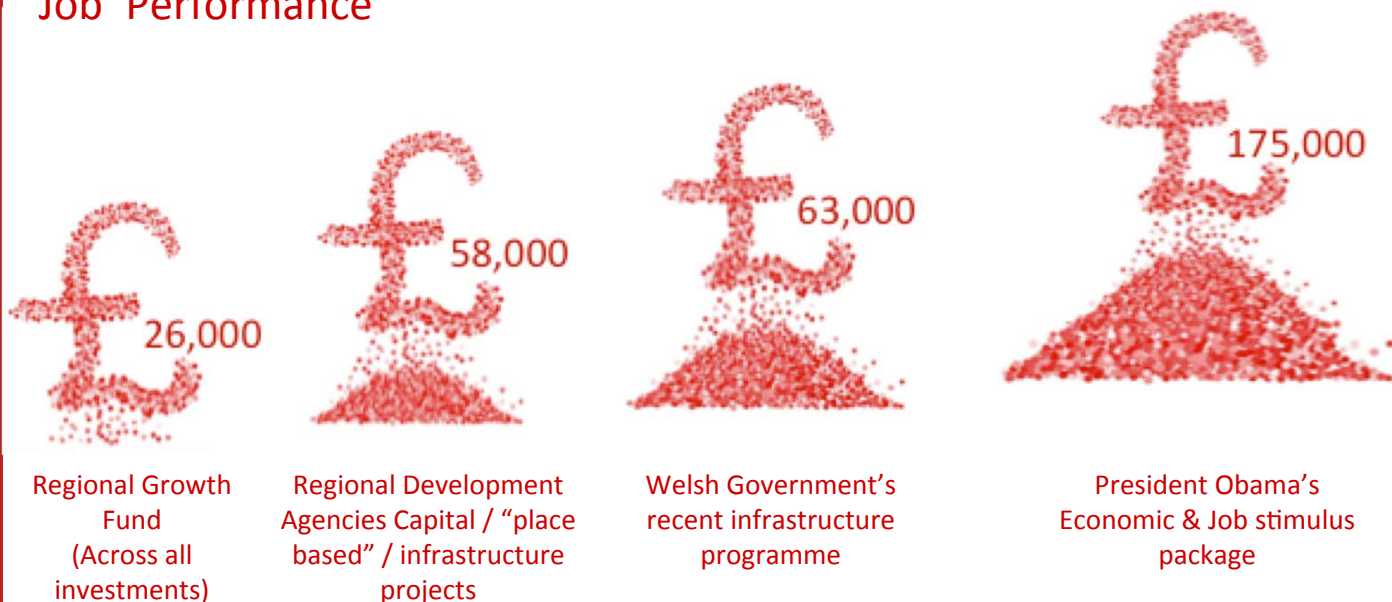 Job Performance
£26,000
£58,000
£63,000
£175,000
Regional Growth
Fund
(Across all
investments)
Regional Development
Agencies Capital / “place
based” / infrastructure
projects
Welsh Government’s
recent infrastructure
programme
President Obama’s
Economic & Job stimulus
package